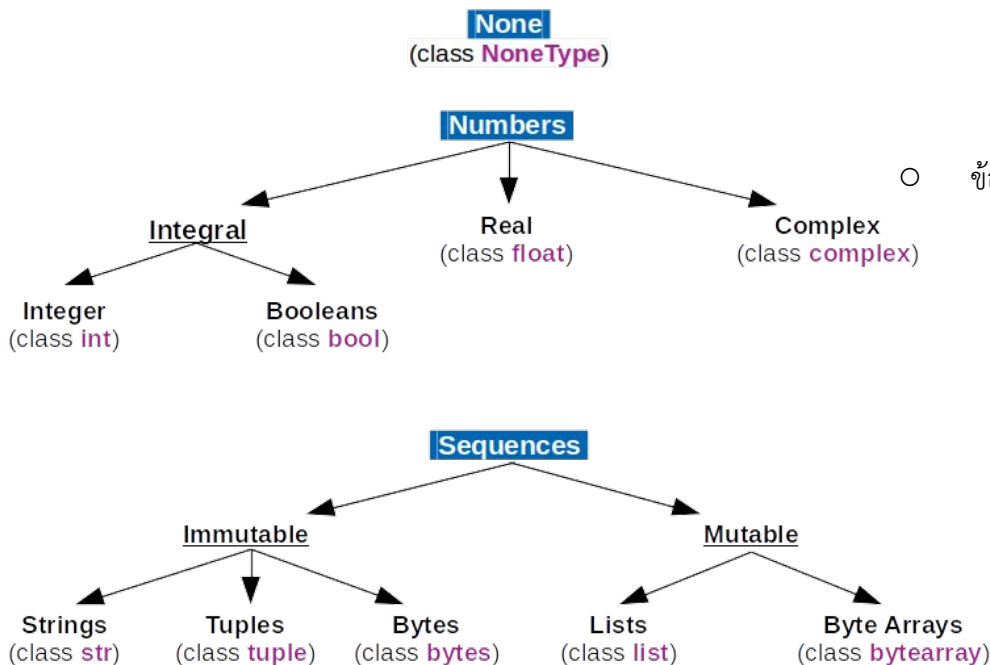 None
(class NoneType)
Numbers
Integral
Real
(class float)
Complex
(class complex)
Integer
(class int)
Booleans
(class bool)
Sequences
Immutable
Mutable
Strings
(class str)
Tuples
(class tuple)
Bytes
(class bytes)
Lists
(class list)
Byte Arrays
(class bytearray)